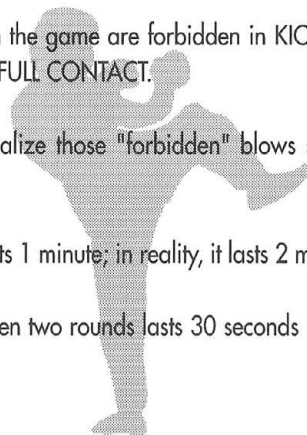 the game are forbidden in KIC
FULL CONTACT.
alize those "forbidden" blows
ts 1 minute; in reality, it lasts 2 m
en two rounds lasts 30 seconds